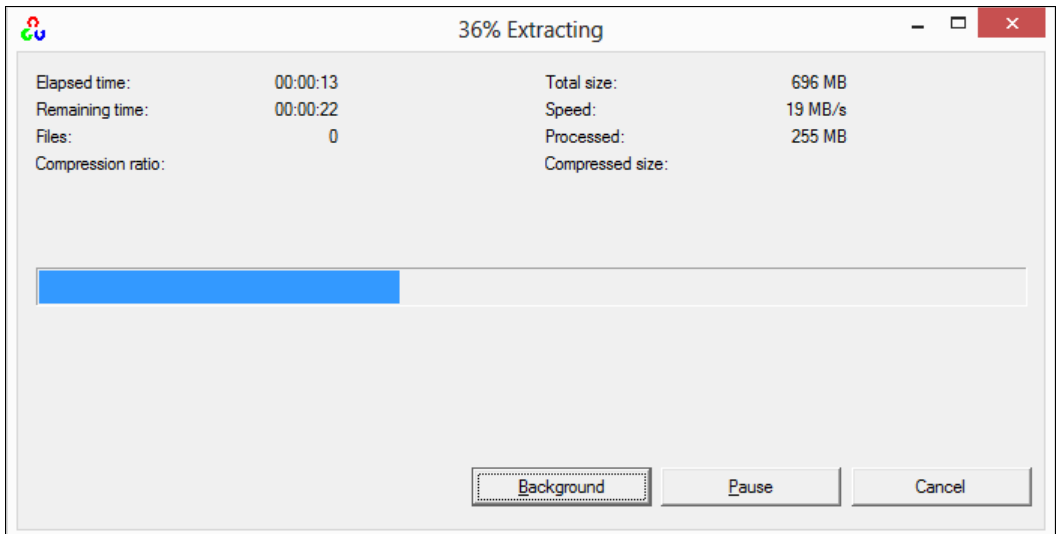 36% Extracting
Elapsed time: 00:00:13 Total size: 696 MB
Remaining time: 00:00:22 Speed: 19 MB/s
Files: 0 Processed: 255 MB
Compression ratio: Compressed size:
Background Pause Cancel